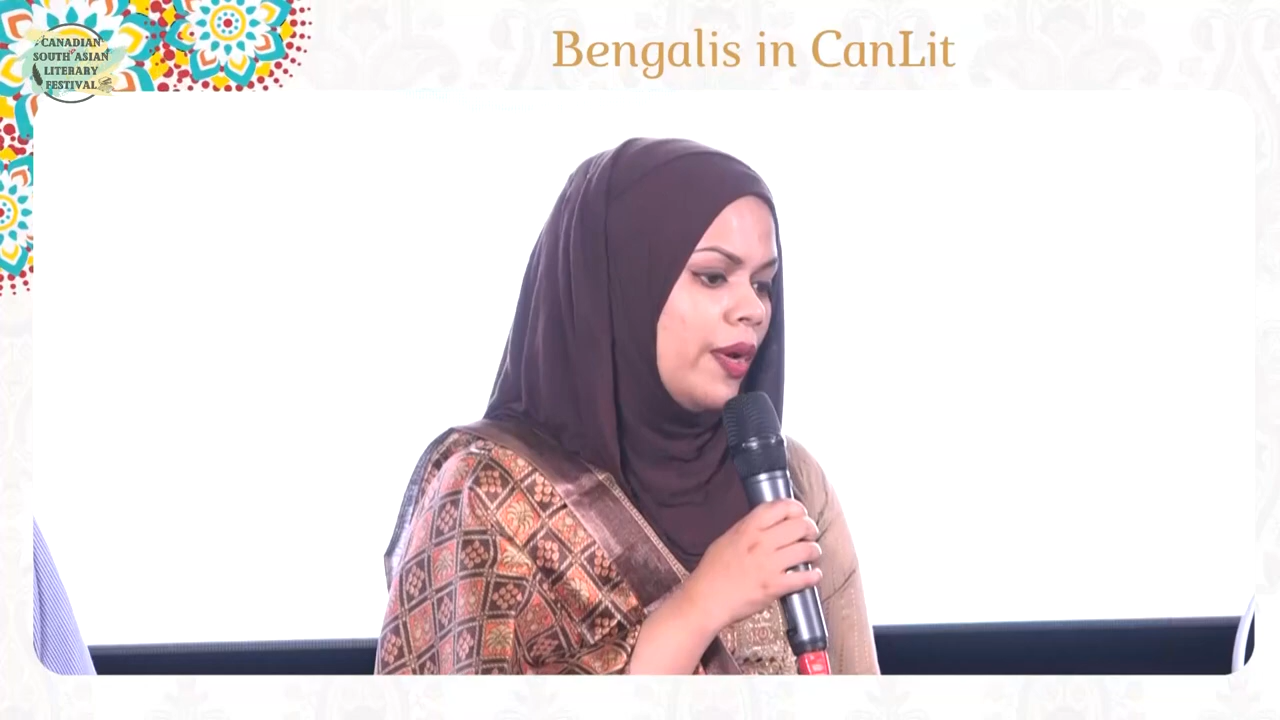 CANADIAN
SOUTH ASIAN
LITERARY
FESTIVAL
Bengalis in CanLit